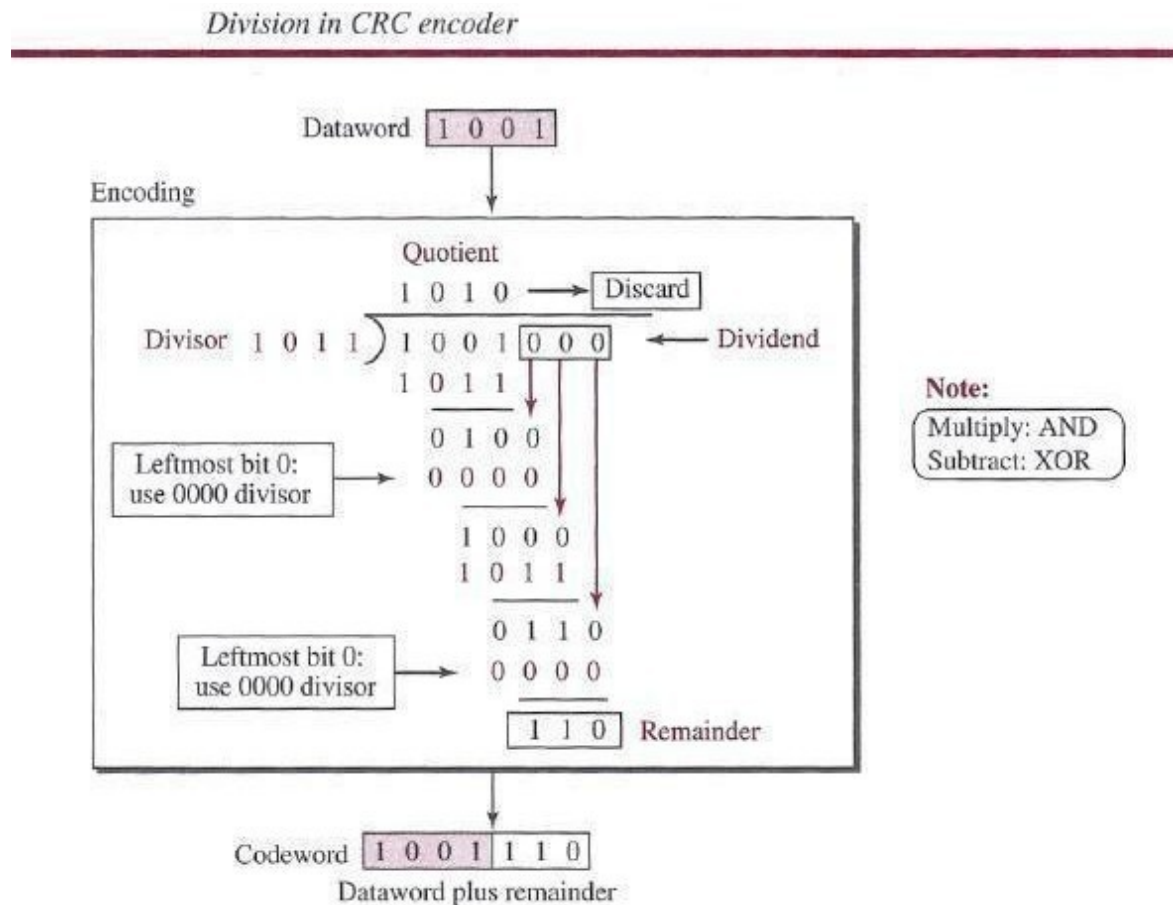 Division in CRC encoder
Dataword 1 0 0 1
Encoding
Quotient
1 0 1 0 Discard
Divisor 1 0 1 1 1 0 0 1 0 0 0 Dividend
1 0 1 1
0 1 0 0
Leftmost bit 0:
use 0000 divisor
0 0 0 0
1 0 0 0
1 0 1 1
0 1 1 0
Leftmost bit 0:
use 0000 divisor
0 0 0 0
1 1 0 Remainder
Note:
Multiply: AND
Subtract: XOR
Codeword 1 0 0 1 1 1 0
Dataword plus remainder